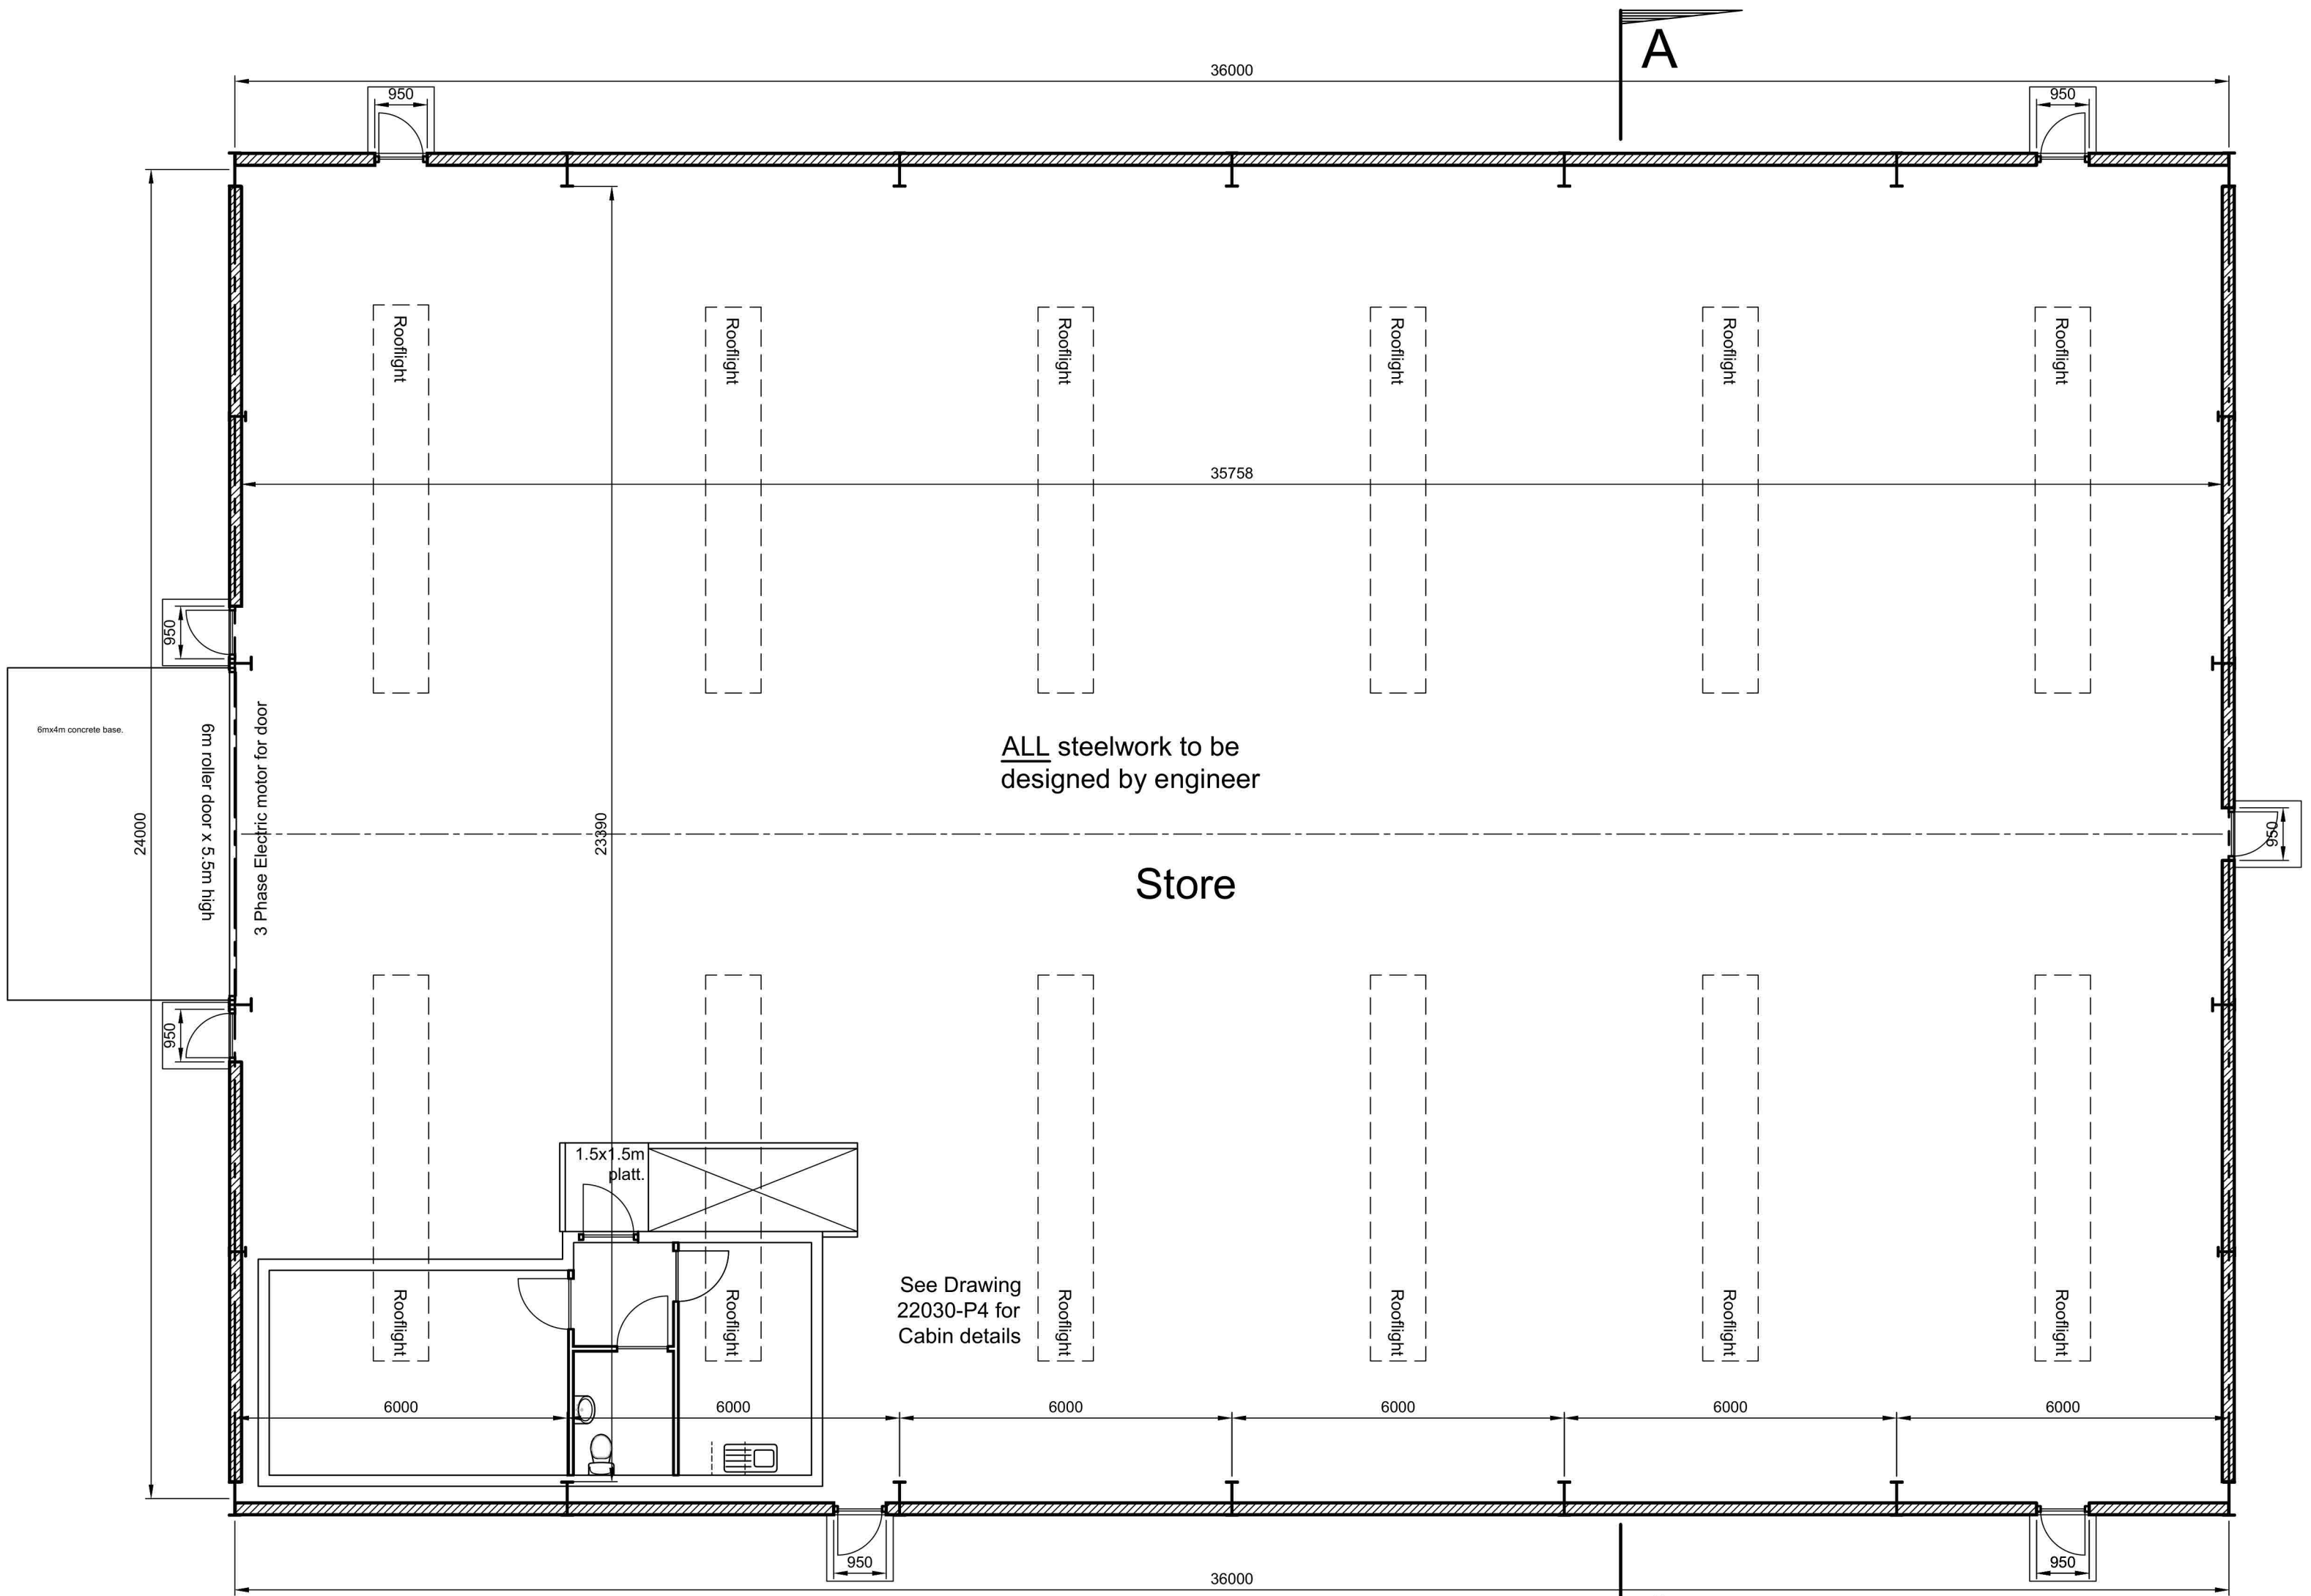 A
36000
950
950
Rooflight
Rooflight
Rooflight
Rooflight
Rooflight
Rooflight
35758
950
6mx4m concrete base.
6m roller door x 5.5m high
3 Phase Electric motor for door
ALL steelwork to be
designed by engineer
24000
23390
950
Store
950
1.5x1.5m
platt.
See Drawing
22030-P4 for
Cabin details
Rooflight
Rooflight
Rooflight
Rooflight
Rooflight
Rooflight
6000
6000
6000
6000
6000
6000
950
950
36000